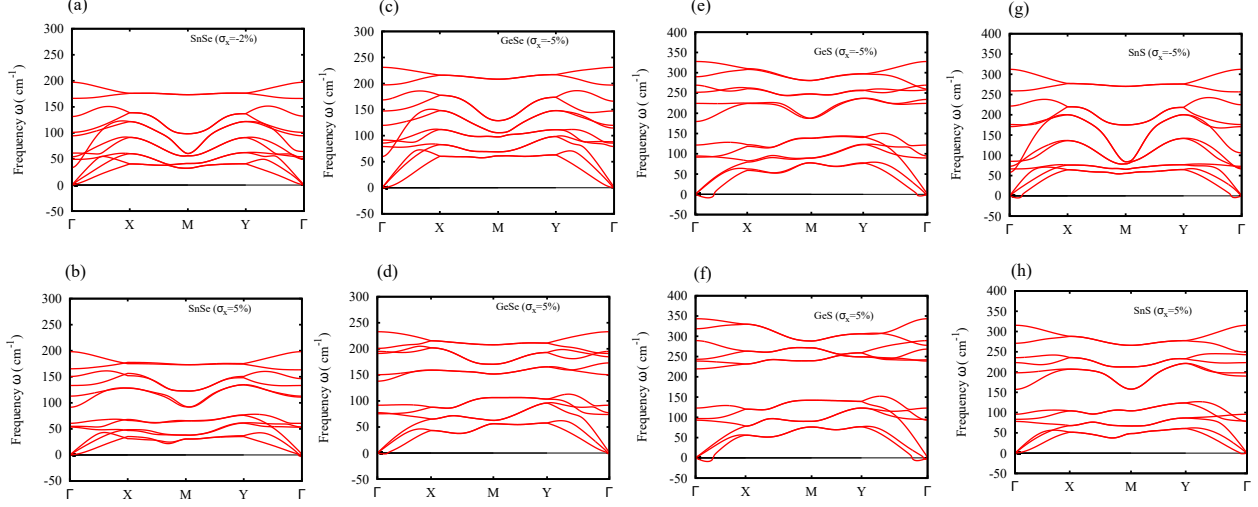 (a)
SnSe (σx=-2%)
Frequency ω( cm-1)
300
250
200
150
100
50
0
-50
Γ X M Y Γ
(c)
GeSe (σx=-5%)
Frequency ω( cm-1)
300
250
200
150
100
50
0
-50
Γ X M Y Γ
(e)
GeS (σx=-5%)
Frequency ω( cm-1)
400
350
300
250
200
150
100
50
0
-50
Γ X M Y Γ
(g)
SnS (σx=-5%)
Frequency ω( cm-1)
400
350
300
250
200
150
100
50
0
-50
Γ X M Y Γ
(b)
SnSe (σx=5%)
Frequency ω( cm-1)
300
250
200
150
100
50
0
-50
Γ X M Y Γ
(d)
GeSe (σx=5%)
Frequency ω( cm-1)
300
250
200
150
100
50
0
-50
Γ X M Y Γ
(f)
GeS (σx=5%)
Frequency ω( cm-1)
400
350
300
250
200
150
100
50
0
-50
Γ X M Y Γ
(h)
SnS (σx=5%)
Frequency ω( cm-1)
400
350
300
250
200
150
100
50
0
-50
Γ X M Y Γ